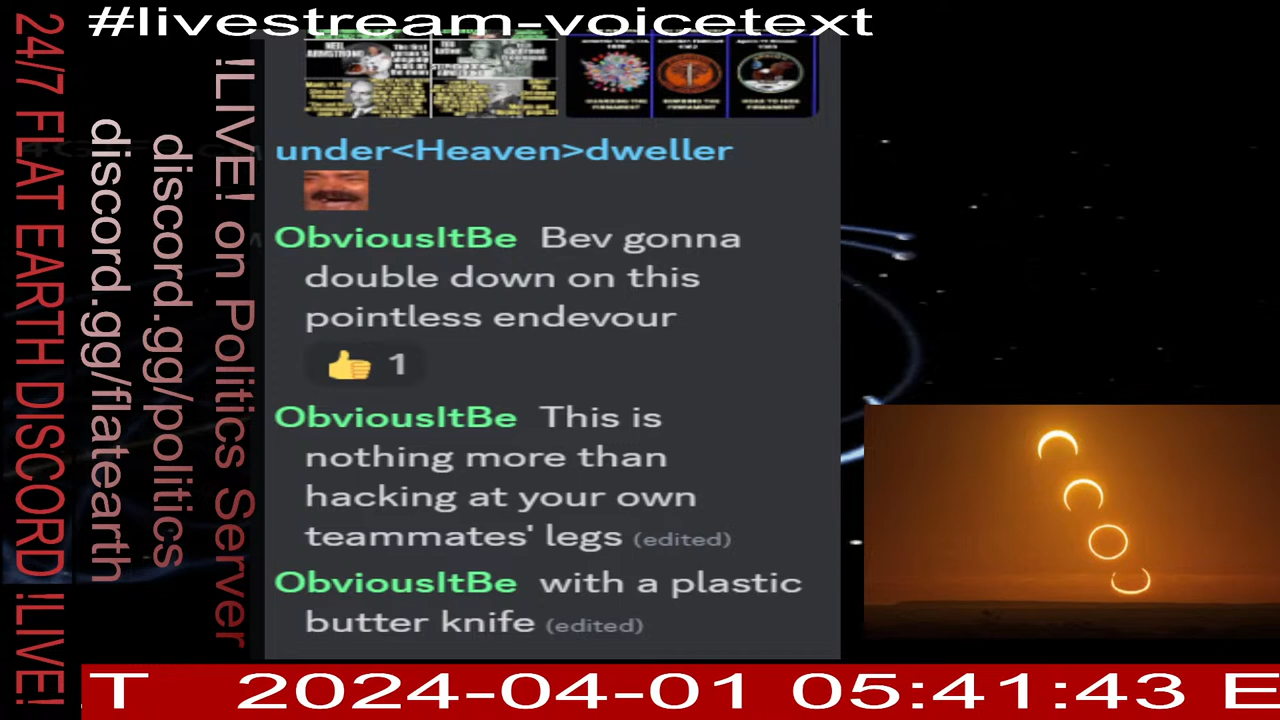 #livestream-voicetext
24/7 FLAT EARTH DISCORD !LIVE!
discord.gg/flatearth
discord.gg/politics
!LIVE! on Politics Server
NEIL
ARMSTRONG
under<Heaven>dweller
ObviousItBe Bev gonna
double down on this
pointless endevour
👍 1
ObviousItBe This is
nothing more than
hacking at your own
teammates' legs (edited)
ObviousItBe with a plastic
butter knife (edited)
T 2024-04-01 05:41:43 E